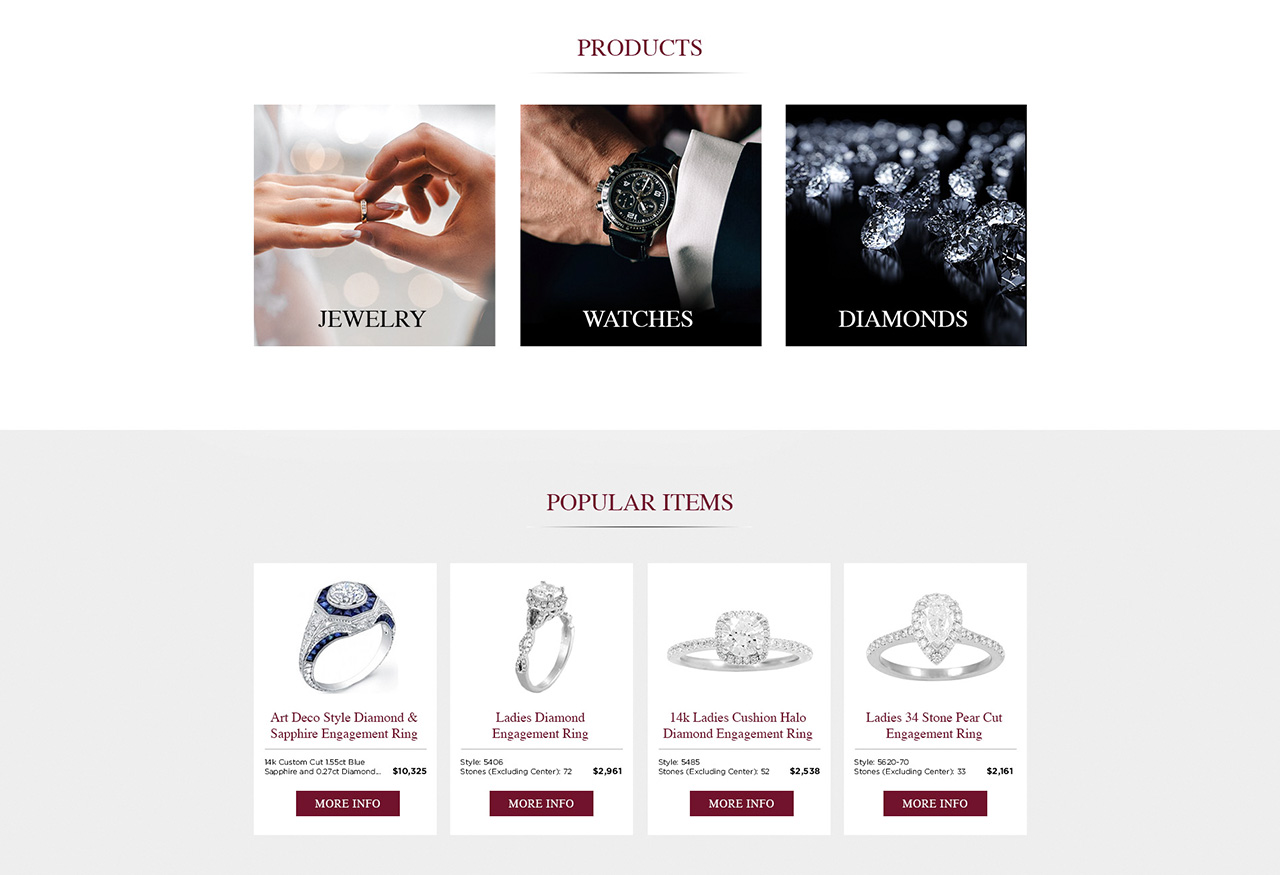 PRODUCTS
JEWELRY
WATCHES
DIAMONDS
POPULAR ITEMS
Art Deco Style Diamond &
Sapphire Engagement Ring
14k Custom Cut 1.55ct Blue
Sapphire and 0.27ct Diamond...
$10,325
MORE INFO
Ladies Diamond
Engagement Ring
Style: 5406
Stones (Excluding Center): 72
$2,961
MORE INFO
14k Ladies Cushion Halo
Diamond Engagement Ring
Style: 5485
Stones (Excluding Center): 52
$2,538
MORE INFO
Ladies 34 Stone Pear Cut
Engagement Ring
Style: 5620-70
Stones (Excluding Center): 33
$2,161
MORE INFO